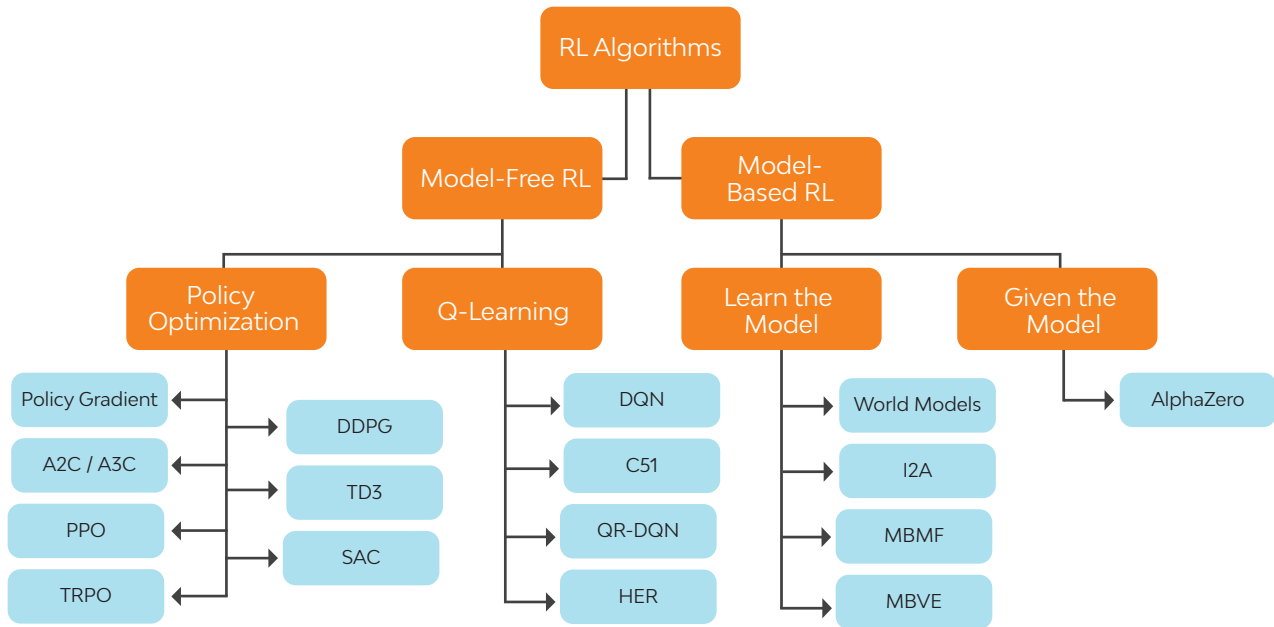 RL Algorithms
Model-Free RL
Model-
Based RL
Policy
Optimization
Q-Learning
Learn the
Model
Given the
Model
Policy Gradient
A2C / A3C
PPO
TRPO
DDPG
TD3
SAC
DQN
C51
QR-DQN
HER
World Models
I2A
MBMF
MBVE
AlphaZero